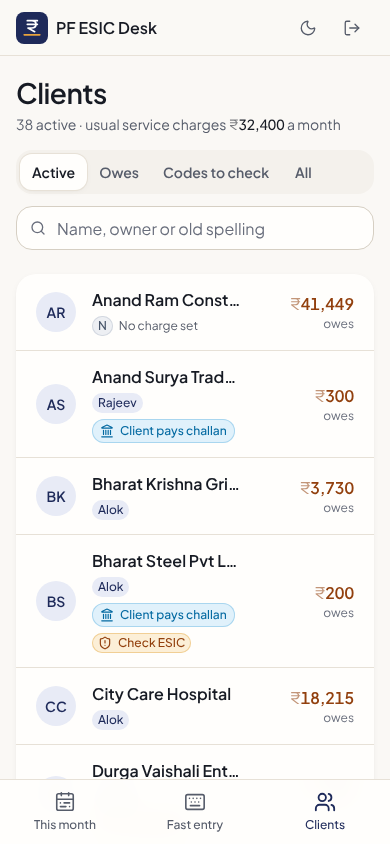 PF ESIC Desk
Clients
38 active · usual service charges ₹32,400 a month
Active Owes Codes to check All
Name, owner or old spelling
AR Anand Ram Const... ₹41,449
N No charge set owes
Anand Surya Trad...
AS Rajeev ₹300
Client pays challan owes
BK Bharat Krishna Gri... ₹3,730
Alok owes
Bharat Steel Pvt L...
Alok
BS Client pays challan ₹200
Check ESIC owes
CC City Care Hospital ₹18,215
Alok owes
Durga Vaishali Ent...
This month Fast entry Clients